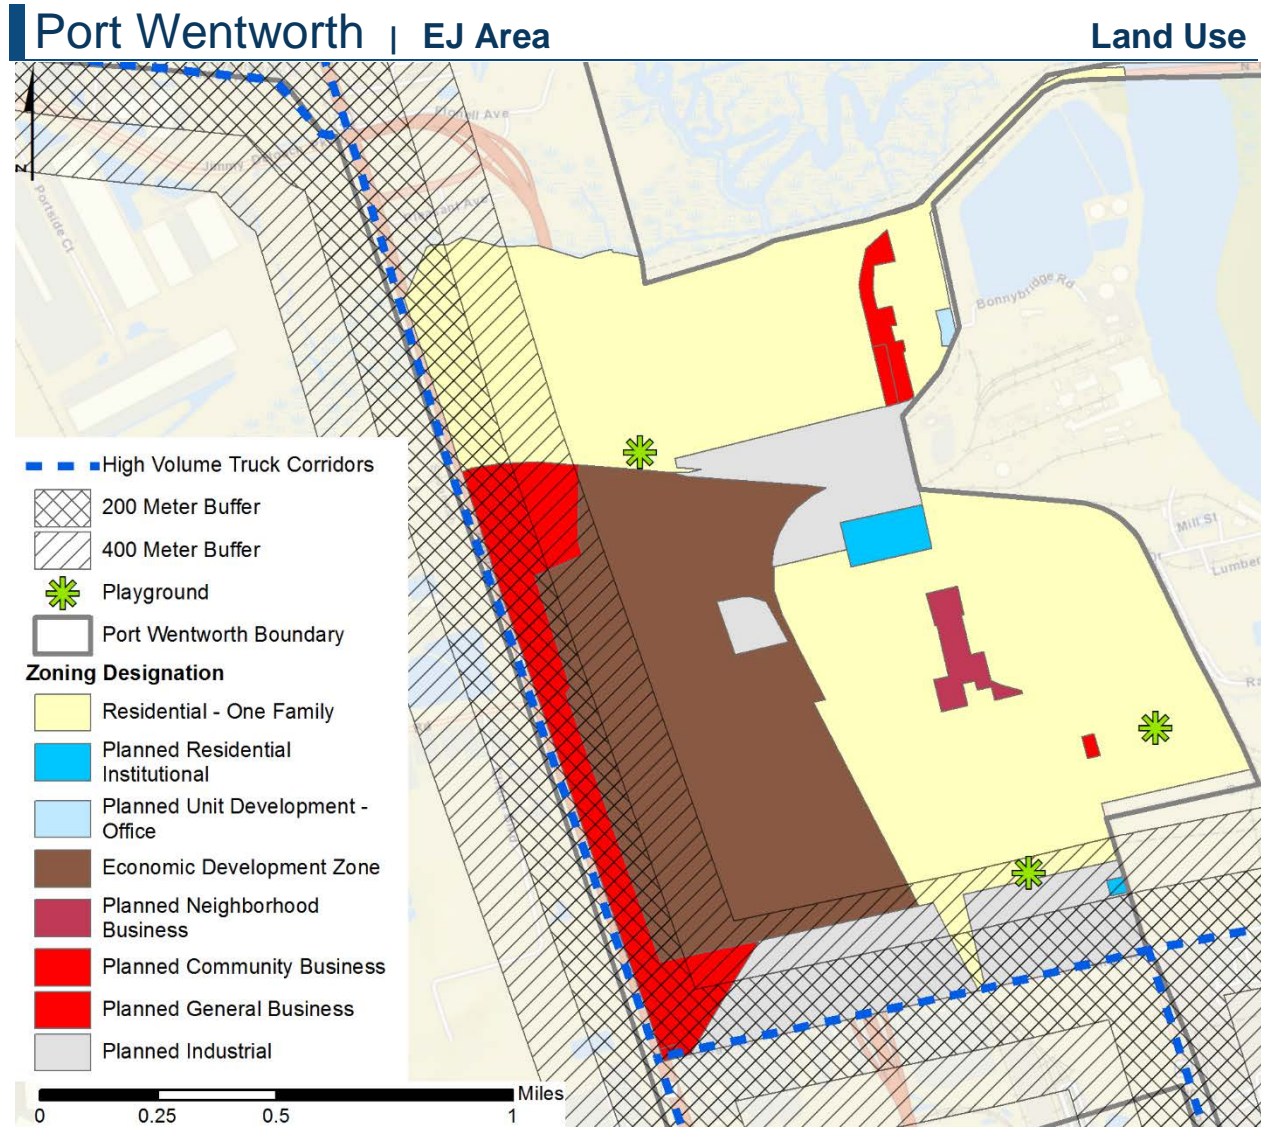 Port Wentworth | EJ Area
Land Use
N
Portside Ct
Bonnybridge Rd
Mill St
High Volume Truck Corridors
200 Meter Buffer
400 Meter Buffer
Playground
Port Wentworth Boundary
Zoning Designation
Residential - One Family
Planned Residential
Institutional
Planned Unit Development -
Office
Economic Development Zone
Planned Neighborhood
Business
Planned Community Business
Planned General Business
Planned Industrial
Miles
0 0.25 0.5 1